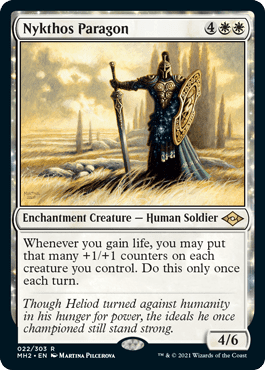 Nykthos Paragon 4
Enchantment Creature — Human Soldier
Whenever you gain life, you may put
that many +1/+1 counters on each
creature you control. Do this only once
each turn.
Though Heliod turned against humanity
in his hunger for power, the ideals he once
championed still stand strong.
4/6
022/303 R
MH2 • EN Martina Pilcerova
™ & © 2021 Wizards of the Coast